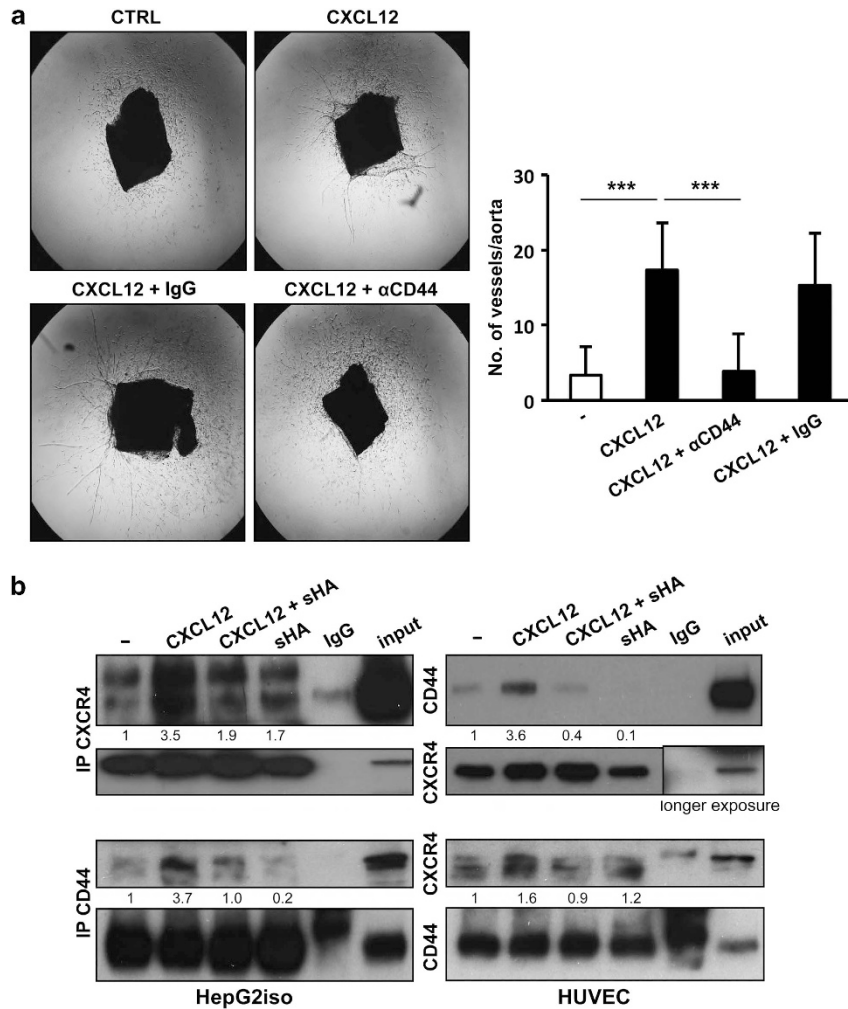 a
CTRL
CXCL12
CXCL12 + IgG
CXCL12 + αCD44
No. of vessels/aorta
30
20
10
0
***
***
-
CXCL12
CXCL12 + αCD44
CXCL12 + IgG
b
– CXCL12 CXCL12 + sHA sHA IgG input
IP CXCR4
1 3.5 1.9 1.7
IP CD44
1 3.7 1.0 0.2
HepG2iso
– CXCL12 CXCL12 + sHA sHA IgG input
CD44
1 3.6 0.4 0.1
CXCR4
longer exposure
CXCR4
1 1.6 0.9 1.2
CD44
HUVEC